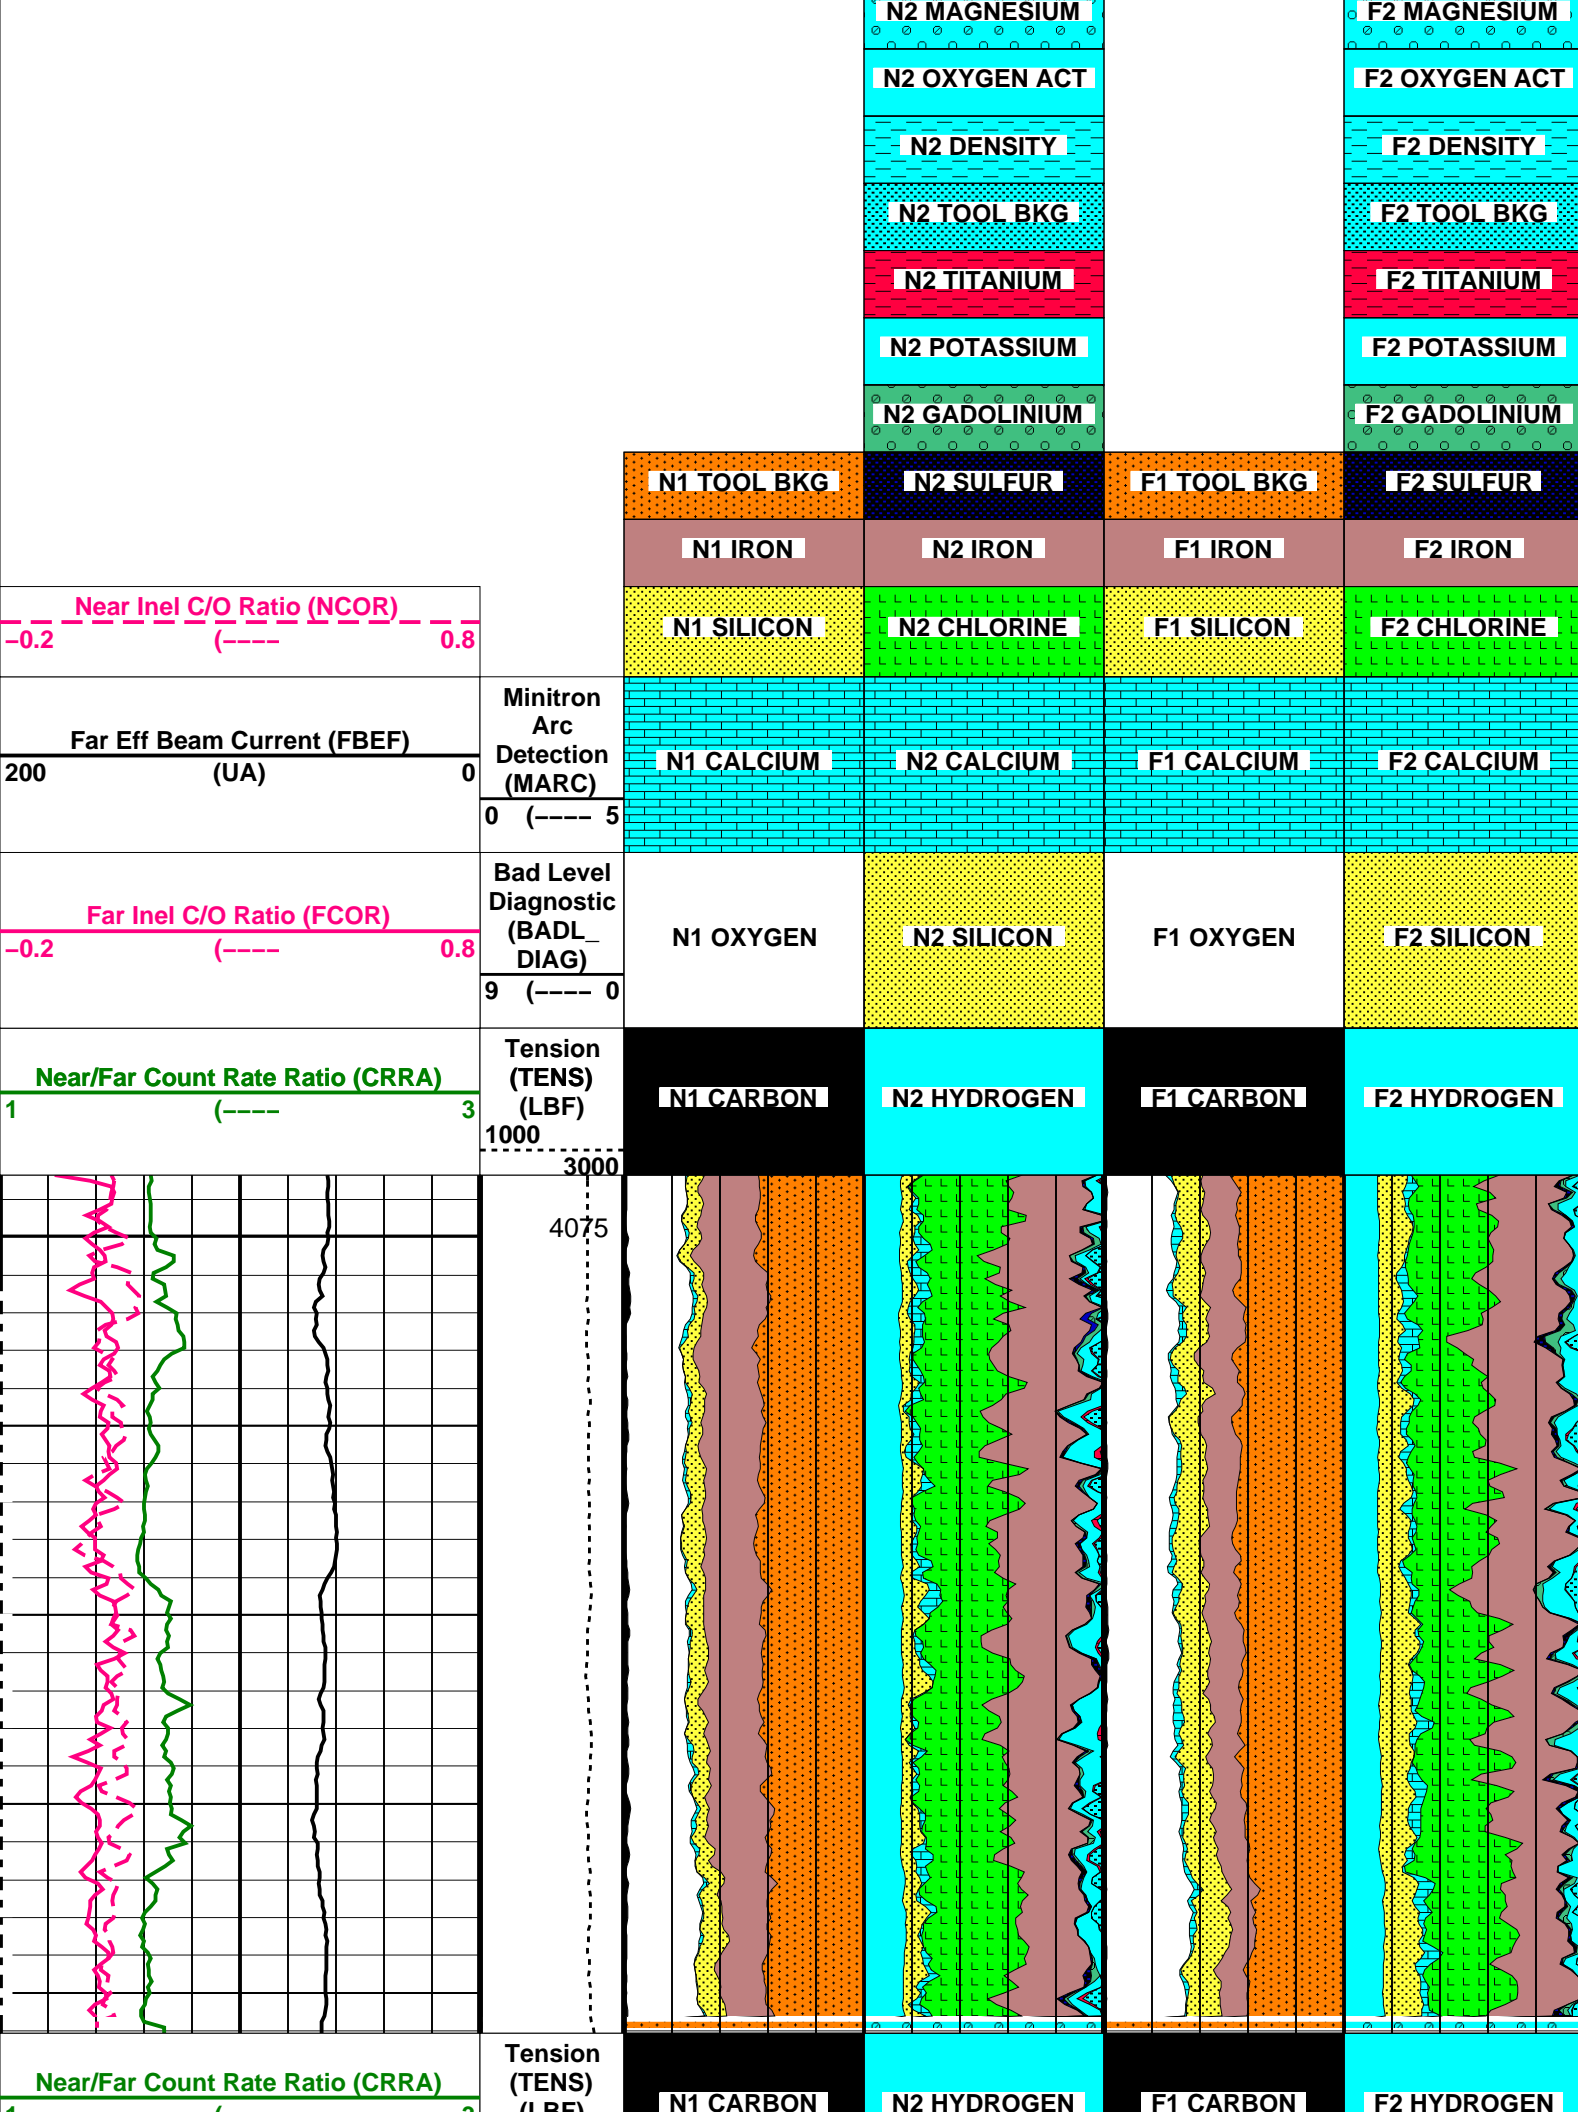 N2 MAGNESIUM F2 MAGNESIUM
N2 OXYGEN ACT F2 OXYGEN ACT
N2 DENSITY F2 DENSITY
N2 TOOL BKG F2 TOOL BKG
N2 TITANIUM F2 TITANIUM
N2 POTASSIUM F2 POTASSIUM
N2 GADOLINIUM F2 GADOLINIUM
N1 TOOL BKG N2 SULFUR F1 TOOL BKG F2 SULFUR
N1 IRON N2 IRON F1 IRON F2 IRON
Near Inel C/O Ratio (NCOR)
−0.2 (−−−− 0.8
N1 SILICON N2 CHLORINE F1 SILICON F2 CHLORINE
Far Eff Beam Current (FBEF)
200 (UA) 0
Minitron
Arc
Detection
(MARC)
0 (−−−− 5
N1 CALCIUM N2 CALCIUM F1 CALCIUM F2 CALCIUM
Far Inel C/O Ratio (FCOR)
−0.2 (−−−− 0.8
Bad Level
Diagnostic
(BADL_
DIAG)
9 (−−−− 0
N1 OXYGEN N2 SILICON F1 OXYGEN F2 SILICON
Near/Far Count Rate Ratio (CRRA)
1 (−−−− 3
Tension
(TENS)
(LBF)
1000
3000
N1 CARBON N2 HYDROGEN F1 CARBON F2 HYDROGEN
4075
Near/Far Count Rate Ratio (CRRA)
Tension
(TENS)
(LBF)
N1 CARBON N2 HYDROGEN F1 CARBON F2 HYDROGEN